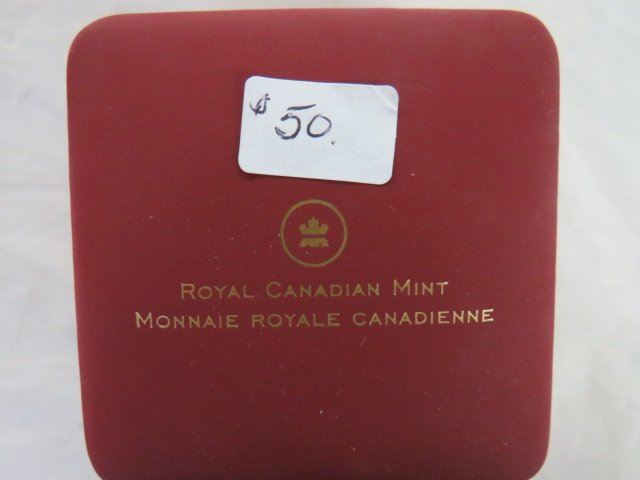 $50.
ROYAL CANADIAN MINT
MONNAIE ROYALE CANADIENNE